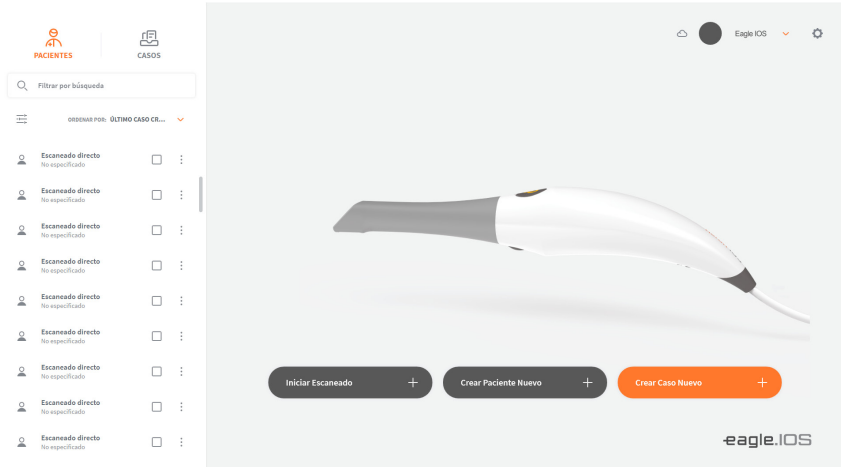 PACIENTES
CASOS
Filtrar por búsqueda
ORDENAR POR: ÚLTIMO CASO CR...
Escaneado directo
No especificado
Escaneado directo
No especificado
Escaneado directo
No especificado
Escaneado directo
No especificado
Escaneado directo
No especificado
Escaneado directo
No especificado
Escaneado directo
No especificado
Escaneado directo
No especificado
Escaneado directo
No especificado
Eagle IOS
Iniciar Escaneado
Crear Paciente Nuevo
Crear Caso Nuevo
eagle.IOS